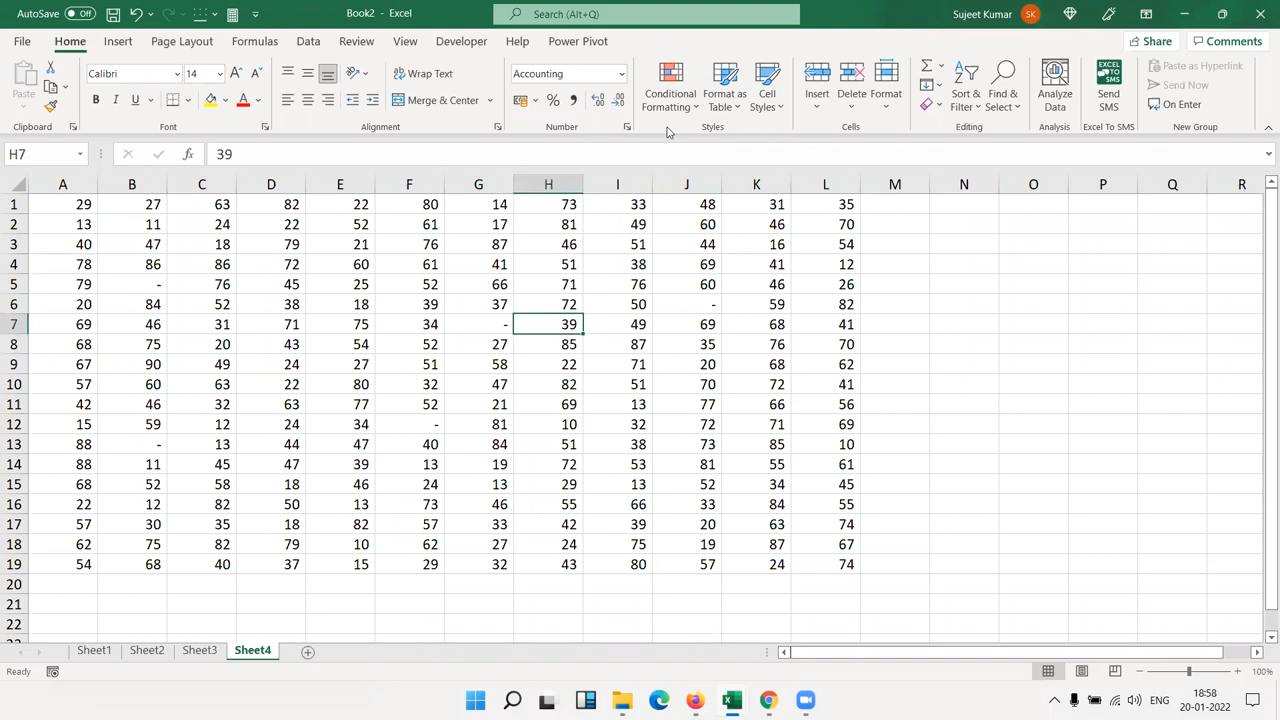 AutoSave Off Book2 - Excel Search (Alt+Q) Sujeet Kumar SK
File Home Insert Page Layout Formulas Data Review View Developer Help Power Pivot Share Comments
Paste Calibri 14 Wrap Text Accounting Conditional Formatting Format as Table Cell Styles Insert Delete Format Sort & Filter Find & Select Analyze Data Send SMS Paste as Hyperlink
B I U A Merge & Center Send Now
On Enter
Clipboard Font Alignment Number Styles Cells Editing Analysis Excel To SMS New Group
H7 fx 39
A B C D E F G H I J K L M N O P Q R
1 29 27 63 82 22 80 14 73 33 48 31 35
2 13 11 24 22 52 61 17 81 49 60 46 70
3 40 47 18 79 21 76 87 46 51 44 16 54
4 78 86 86 72 60 61 41 51 38 69 41 12
5 79 - 76 45 25 52 66 71 76 60 46 26
6 20 84 52 38 18 39 37 72 50 - 59 82
7 69 46 31 71 75 34 - 39 49 69 68 41
8 68 75 20 43 54 52 27 85 87 35 76 70
9 67 90 49 24 27 51 58 22 71 20 68 62
10 57 60 63 22 80 32 47 82 51 70 72 41
11 42 46 32 63 77 52 21 69 13 77 66 56
12 15 59 12 24 34 - 81 10 32 72 71 69
13 88 - 13 44 47 40 84 51 38 73 85 10
14 88 11 45 47 39 13 19 72 53 81 55 61
15 68 52 58 18 46 24 13 29 13 52 34 45
16 22 12 82 50 13 73 46 55 66 33 84 55
17 57 30 35 18 82 57 33 42 39 20 63 74
18 62 75 82 79 10 62 27 24 75 19 87 67
19 54 68 40 37 15 29 32 43 80 57 24 74
20
21
22
Sheet1 Sheet2 Sheet3 Sheet4
Ready 100%
ENG 18:58
20-01-2022